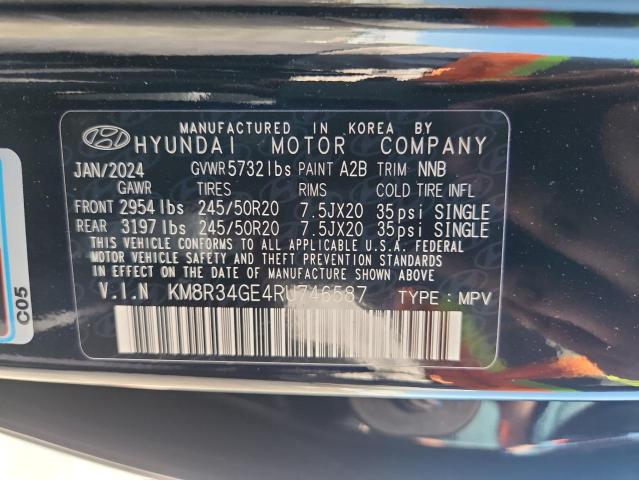 MANUFACTURED IN KOREA BY
HYUNDAI MOTOR COMPANY
JAN/2024 GVWR 5732 lbs PAINT A2B TRIM NNB
GAWR TIRES RIMS COLD TIRE INFL
FRONT 2954 lbs 245/50R20 7.5JX20 35psi SINGLE
REAR 3197 lbs 245/50R20 7.5JX20 35psi SINGLE
THIS VEHICLE CONFORMS TO ALL APPLICABLE U.S.A. FEDERAL
MOTOR VEHICLE SAFETY AND THEFT PREVENTION STANDARDS
IN EFFECT ON THE DATE OF MANUFACTURE SHOWN ABOVE.
V.I.N KM8R34GE4RU746587 TYPE : MPV
C05